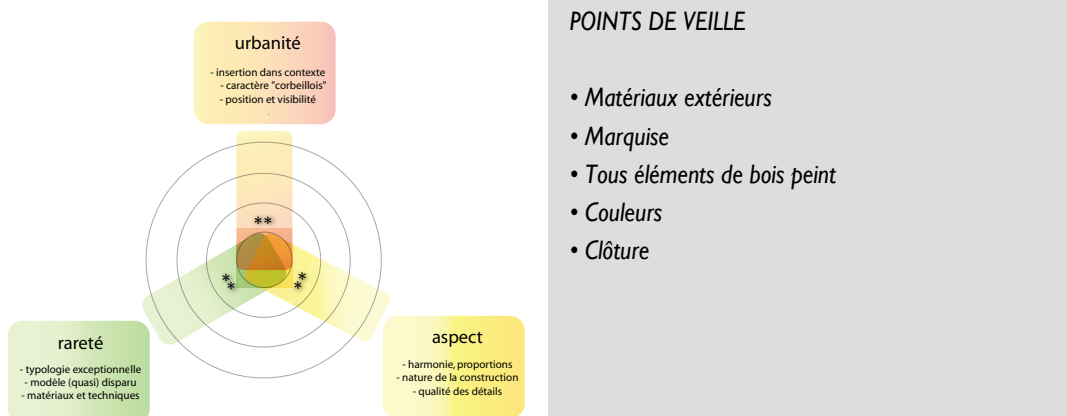 urbanité
- insertion dans contexte
- caractère "corbeillois"
- position et visibilité
.
**
**
**
rareté
- typologie exceptionnelle
- modèle (quasi) disparu
- matériaux et techniques
aspect
- harmonie, proportions
- nature de la construction
- qualité des détails
POINTS DE VEILLE
• Matériaux extérieurs
• Marquise
• Tous éléments de bois peint
• Couleurs
• Clôture